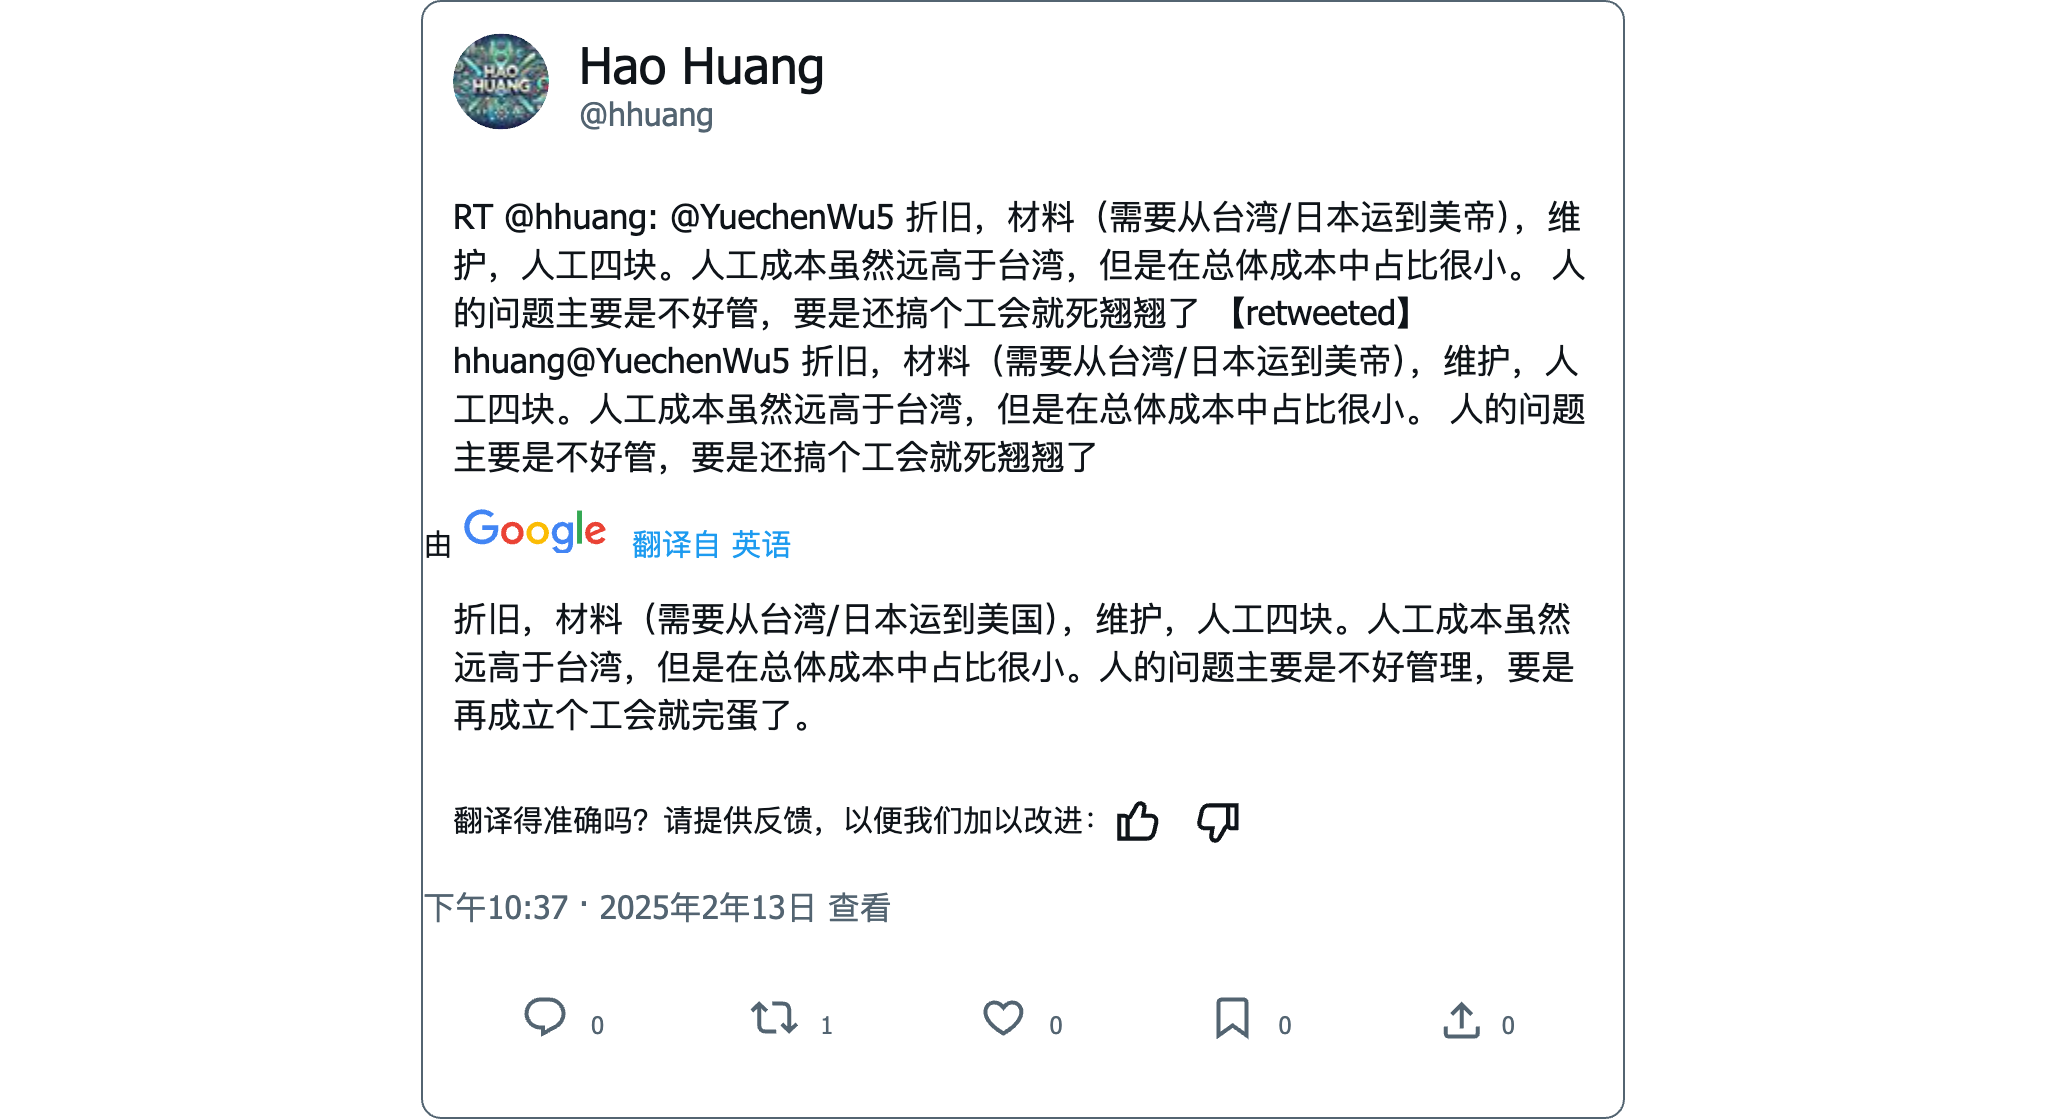 HAO
HUANG
Hao Huang
@hhuang
RT @hhuang: @YuechenWu5 折旧，材料（需要从台湾/日本运到美帝），维
护，人工四块。人工成本虽然远高于台湾，但是在总体成本中占比很小。 人
的问题主要是不好管，要是还搞个工会就死翘翘了 【retweeted】
hhuang@YuechenWu5 折旧，材料（需要从台湾/日本运到美帝），维护，人
工四块。人工成本虽然远高于台湾，但是在总体成本中占比很小。 人的问题
主要是不好管，要是还搞个工会就死翘翘了
由 Google 翻译自 英语
折旧，材料（需要从台湾/日本运到美国），维护，人工四块。人工成本虽然
远高于台湾，但是在总体成本中占比很小。人的问题主要是不好管理，要是
再成立个工会就完蛋了。
翻译得准确吗？请提供反馈，以便我们加以改进：
下午10:37 · 2025年2年13日 查看
0 1 0 0 0